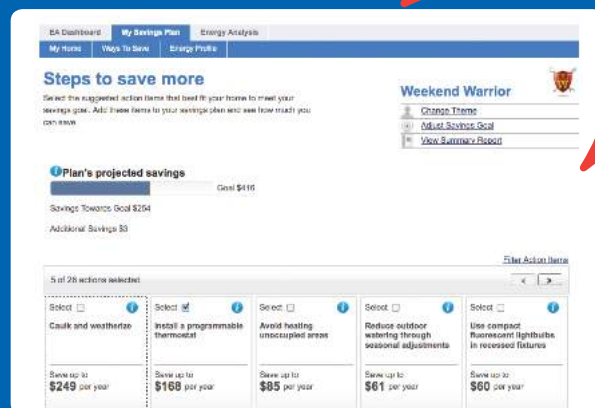 EA Dashboard My Savings Plan Energy Analysis
My Home Ways To Save Energy Profile
Steps to save more
Select the suggested action items that best fit your home to meet your
savings goal. Add these items to your savings plan and see how much you
can save.
Weekend Warrior
Change Theme
Adjust Savings Goal
View Summary Report
Plan's projected savings
Goal $416
Savings Towards Goal $254
Additional Savings $3
Filter Action Items
5 of 28 actions selected
< >
Select Select Select Select Select
Caulk and weatherize
Install a programmable
thermostat
Avoid heating
unoccupied areas
Reduce outdoor
watering through
seasonal adjustments
Use compact
fluorescent lightbulbs
in recessed fixtures
Save up to Save up to Save up to Save up to Save up to
$249 per year $168 per year $85 per year $61 per year $60 per year